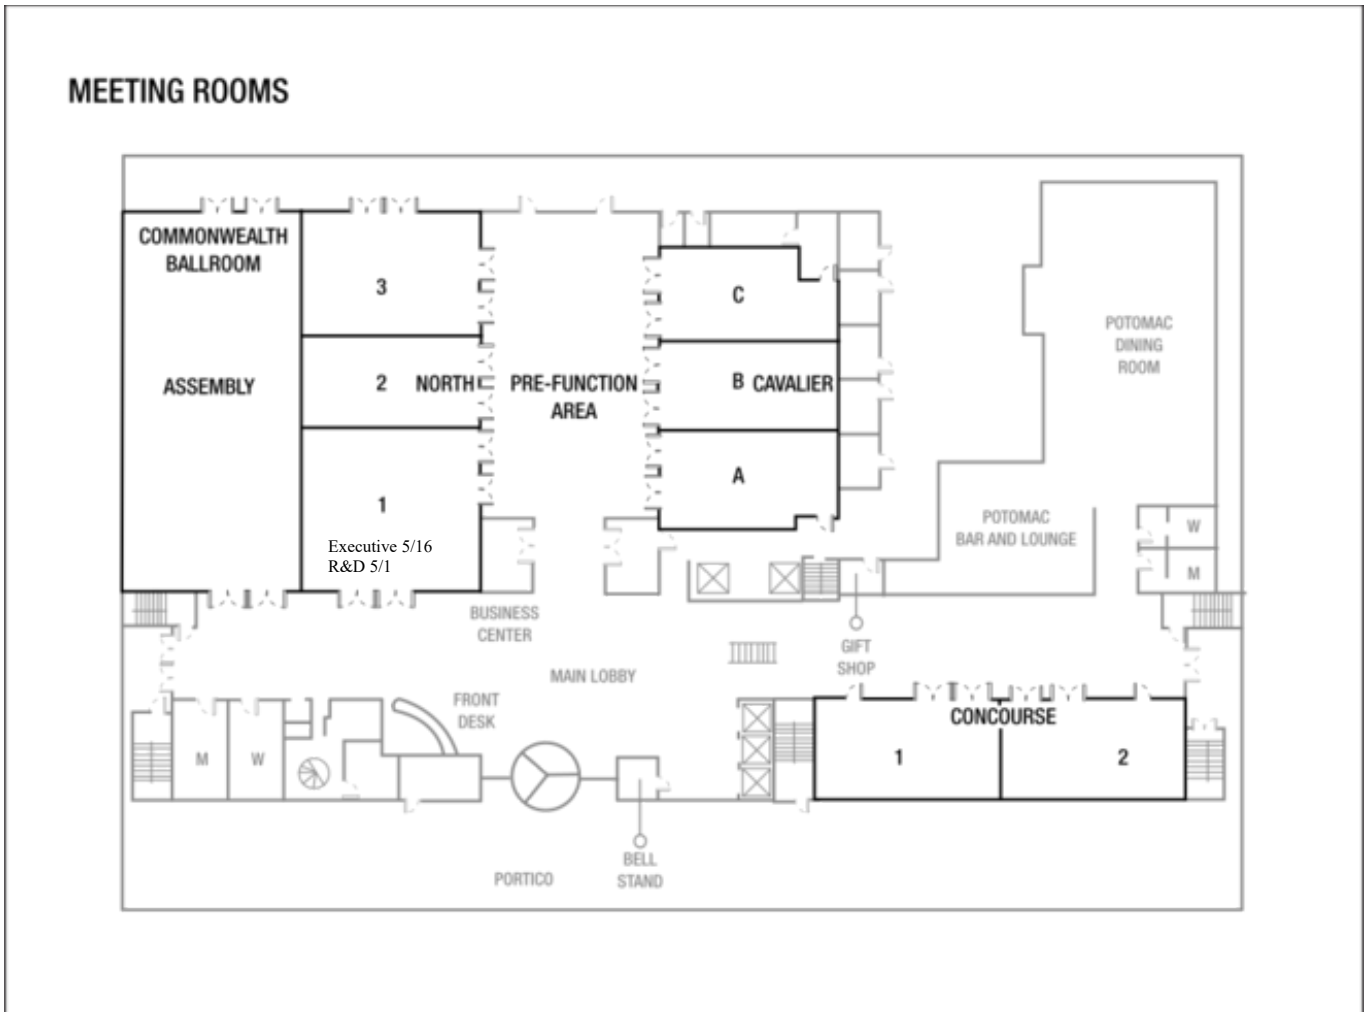 MEETING ROOMS
COMMONWEALTH
BALLROOM
ASSEMBLY
3
2
NORTH
1
Executive 5/16
R&D 5/1
PRE-FUNCTION
AREA
C
B
CAVALIER
A
POTOMAC
DINING
ROOM
POTOMAC
BAR AND LOUNGE
W
M
BUSINESS
CENTER
MAIN LOBBY
GIFT
SHOP
FRONT
DESK
M
W
CONCOURSE
1
2
BELL
STAND
PORTICO